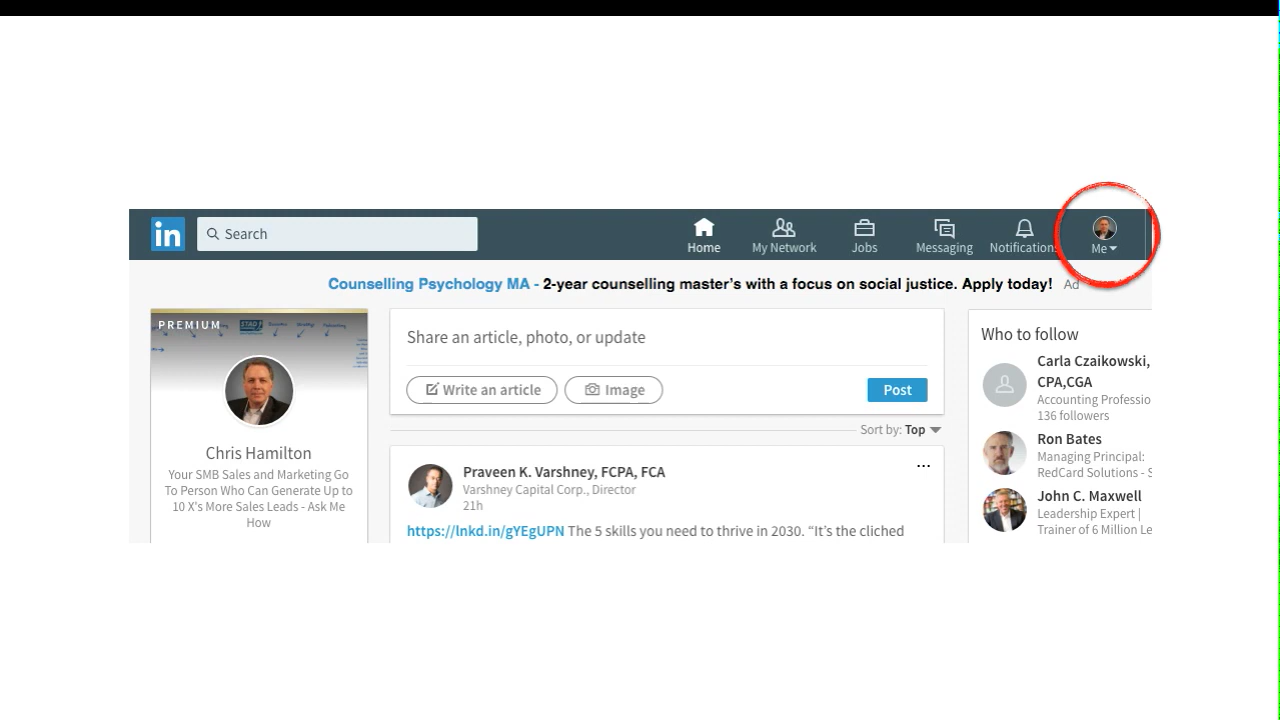 in
Search
Home
My Network
Jobs
Messaging
Notifications
Me
Counselling Psychology MA - 2-year counselling master's with a focus on social justice. Apply today! Ad
PREMIUM
Chris Hamilton
Your SMB Sales and Marketing Go
To Person Who Can Generate Up to
10 X's More Sales Leads - Ask Me
How
Share an article, photo, or update
Write an article
Image
Post
Sort by: Top
Praveen K. Varshney, FCPA, FCA
Varshney Capital Corp., Director
21h
https://lnkd.in/gYEgUPN The 5 skills you need to thrive in 2030. “It’s the cliched
Who to follow
Carla Czaikowski,
CPA,CGA
Accounting Professio
136 followers
Ron Bates
Managing Principal:
RedCard Solutions - S
John C. Maxwell
Leadership Expert |
Trainer of 6 Million Le